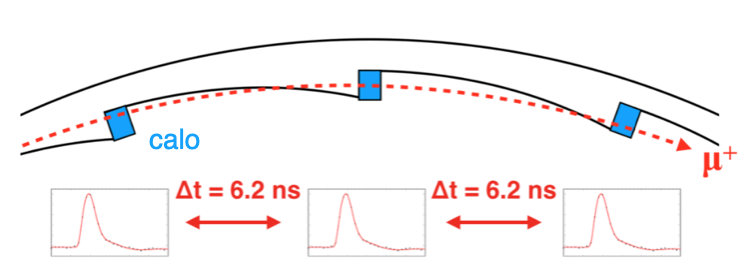 calo
μ⁺
Δt = 6.2 ns
Δt = 6.2 ns